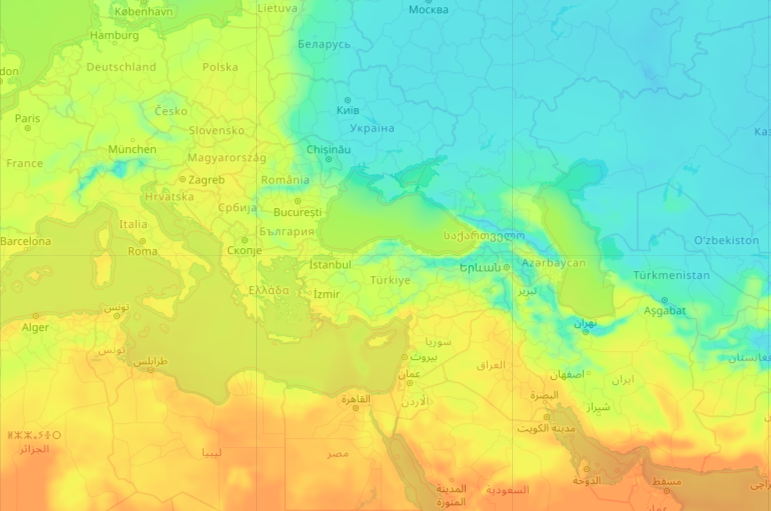 København
Lietuva
Москва
Hamburg
Беларусь
Deutschland
Polska
don
Paris
Česko
Київ
Україна
Slovensko
München
Chișinău
Magyarország
France
Zagreb
România
Hrvatska
Србија
București
Italia
България
Barcelona
Roma
Скопје
საქართველო
O'zbekiston
İstanbul
Երևան
Azərbaycan
Türkmenistan
Türkiye
Ελλάδα
İzmir
تبریز
تونس
Aşgabat
Alger
تهران
سوريا
تونس
بيروت
طرابلس
العراق
عمان
اصفهان
ایران
القاهرة
الأردن
البصرة
شیراز
مدينة الكويت
الجزائر
ليبيا
مصر
الدوحة
مسقط
المدينة
المنورة
السعودية
عمان